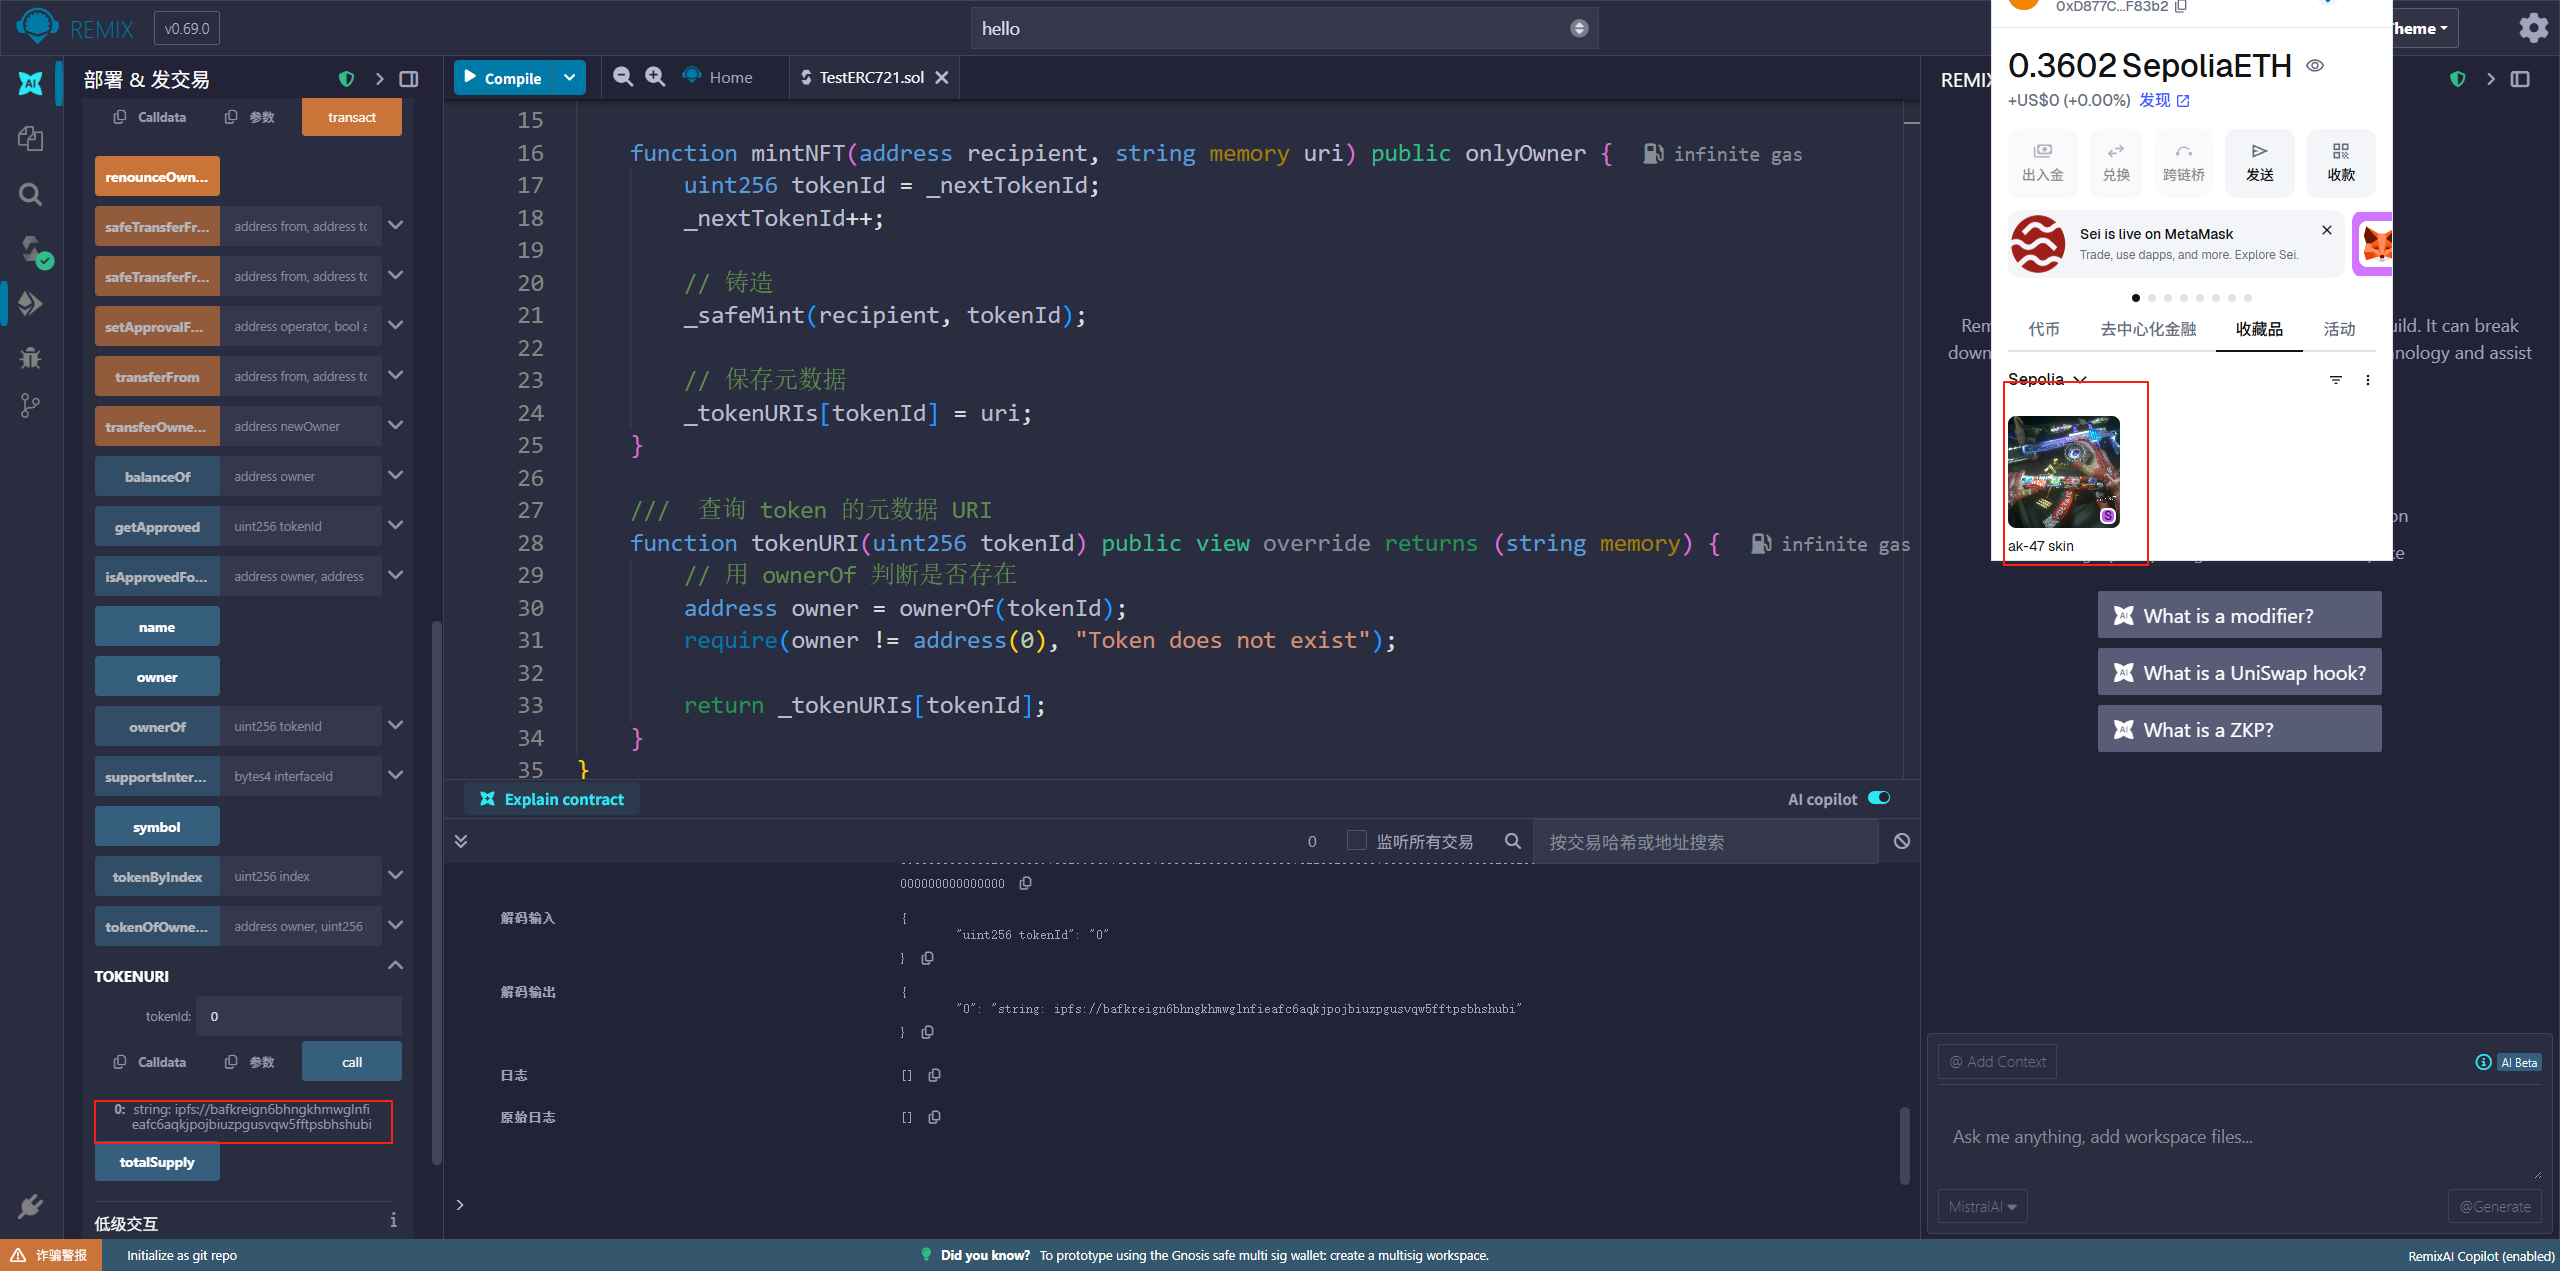 REMIX
v0.69.0
hello
Theme
部署 & 发交易
Calldata
参数
transact
renounceOwn...
safeTransferFr...
address from, address to
safeTransferFr...
address from, address to
setApprovalF...
address operator, bool a
transferFrom
address from, address to
transferOwne...
address newOwner
balanceOf
address owner
getApproved
uint256 tokenId
isApprovedFo...
address owner, address
name
owner
ownerOf
uint256 tokenId
supportsInter...
bytes4 interfaceId
symbol
tokenByIndex
uint256 index
tokenOfOwne...
address owner, uint256
TOKENURI
tokenId:
0
Calldata
参数
call
0: string: ipfs://bafkreign6bhngkhmwglnfi
eafc6aqkjpojbiuzpgusvqw5fftpsbhshubi
totalSupply
低级交互
Compile
Home
TestERC721.sol
15
16 function mintNFT(address recipient, string memory uri) public onlyOwner { infinite gas
17 uint256 tokenId = _nextTokenId;
18 _nextTokenId++;
19
20 // 铸造
21 _safeMint(recipient, tokenId);
22
23 // 保存元数据
24 _tokenURIs[tokenId] = uri;
25 }
26
27 /// 查询 token 的元数据 URI
28 function tokenURI(uint256 tokenId) public view override returns (string memory) { infinite gas
29 // 用 ownerOf 判断是否存在
30 address owner = ownerOf(tokenId);
31 require(owner != address(0), "Token does not exist");
32
33 return _tokenURIs[tokenId];
34 }
35 }
Explain contract
AI copilot
0
监听所有交易
按交易哈希或地址搜索
000000000000000
解码输入
{
"uint256 tokenId": "0"
}
解码输出
{
"0": "string: ipfs://bafkreign6bhngkhmwglnfieafc6aqkjpojbiuzpgusvqw5fftpsbhshubi"
}
日志
[]
原始日志
[]
>
REMIX
0xD877C...F83b2
0.3602 SepoliaETH
+US$0 (+0.00%) 发现
出入金
兑换
跨链桥
发送
收款
Sei is live on MetaMask
Trade, use dapps, and more. Explore Sei.
代币
去中心化金融
收藏品
活动
Sepolia
ak-47 skin
Rem
uild. It can break
down
nology and assist
on
ce
What is a modifier?
What is a UniSwap hook?
What is a ZKP?
@ Add Context
AI Beta
Ask me anything, add workspace files...
MistralAI
@Generate
诈骗警报
Initialize as git repo
Did you know? To prototype using the Gnosis safe multi sig wallet: create a multisig workspace.
RemixAI Copilot (enabled)